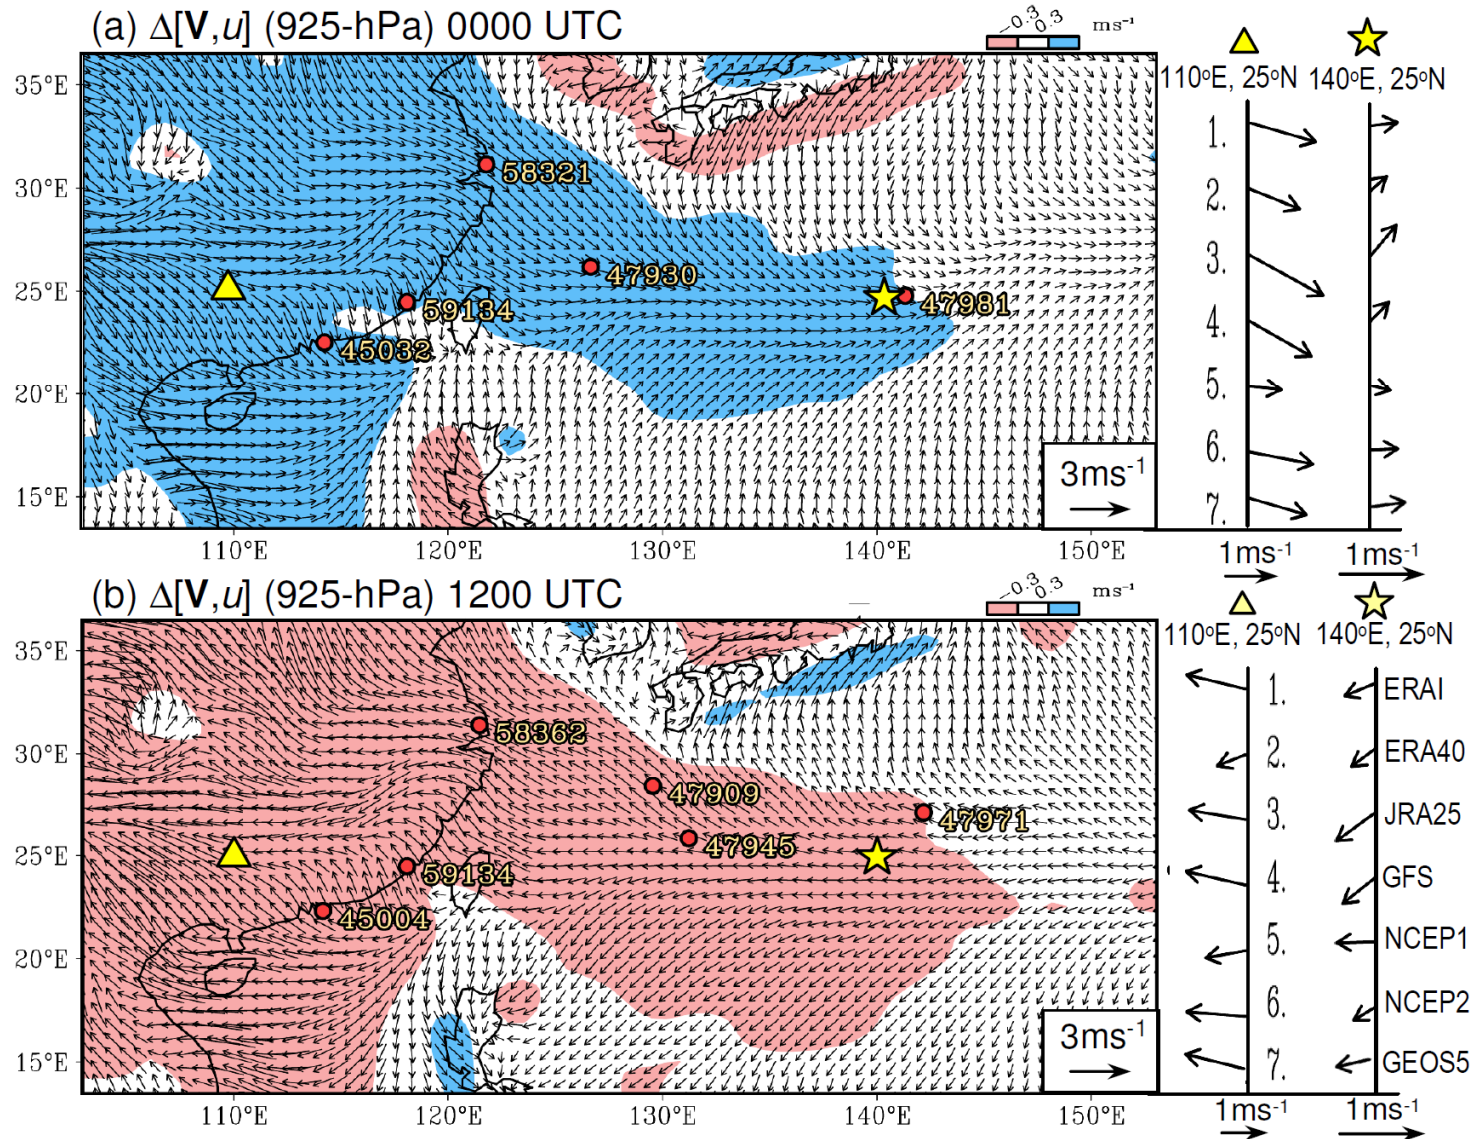 (a) Δ[V,u] (925-hPa) 0000 UTC
-0.3 0.3 ms⁻¹
110°E, 25°N 140°E, 25°N
35°E
30°E
25°E
20°E
15°E
58321
47930
59134
47981
45032
3ms⁻¹
110°E 120°E 130°E 140°E 150°E
1.
2.
3.
4.
5.
6.
7.
1ms⁻¹ 1ms⁻¹
(b) Δ[V,u] (925-hPa) 1200 UTC
-0.3 0.3 ms⁻¹
110°E, 25°N 140°E, 25°N
35°E
30°E
25°E
20°E
15°E
58362
47909
47971
47945
59134
45004
3ms⁻¹
110°E 120°E 130°E 140°E 150°E
1. ERAI
2. ERA40
3. JRA25
4. GFS
5. NCEP1
6. NCEP2
7. GEOS5
1ms⁻¹ 1ms⁻¹